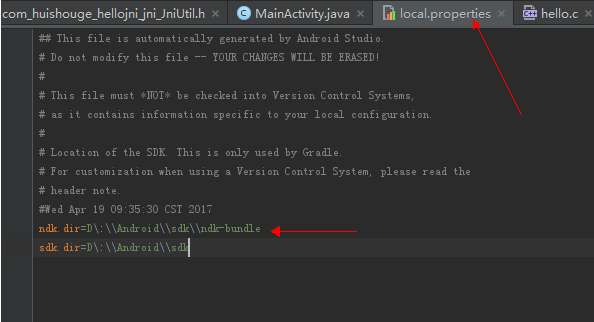 com_huishouge_hellojni_jni_JniUtil.h MainActivity.java local.properties hello.c
## This file is automatically generated by Android Studio.
# Do not modify this file -- YOUR CHANGES WILL BE ERASED!
#
# This file must *NOT* be checked into Version Control Systems,
# as it contains information specific to your local configuration.
#
# Location of the SDK. This is only used by Gradle.
# For customization when using a Version Control System, please read the
# header note.
#Wed Apr 19 09:35:30 CST 2017
ndk.dir=D\:\\Android\\sdk\\ndk-bundle
sdk.dir=D\:\\Android\\sdk